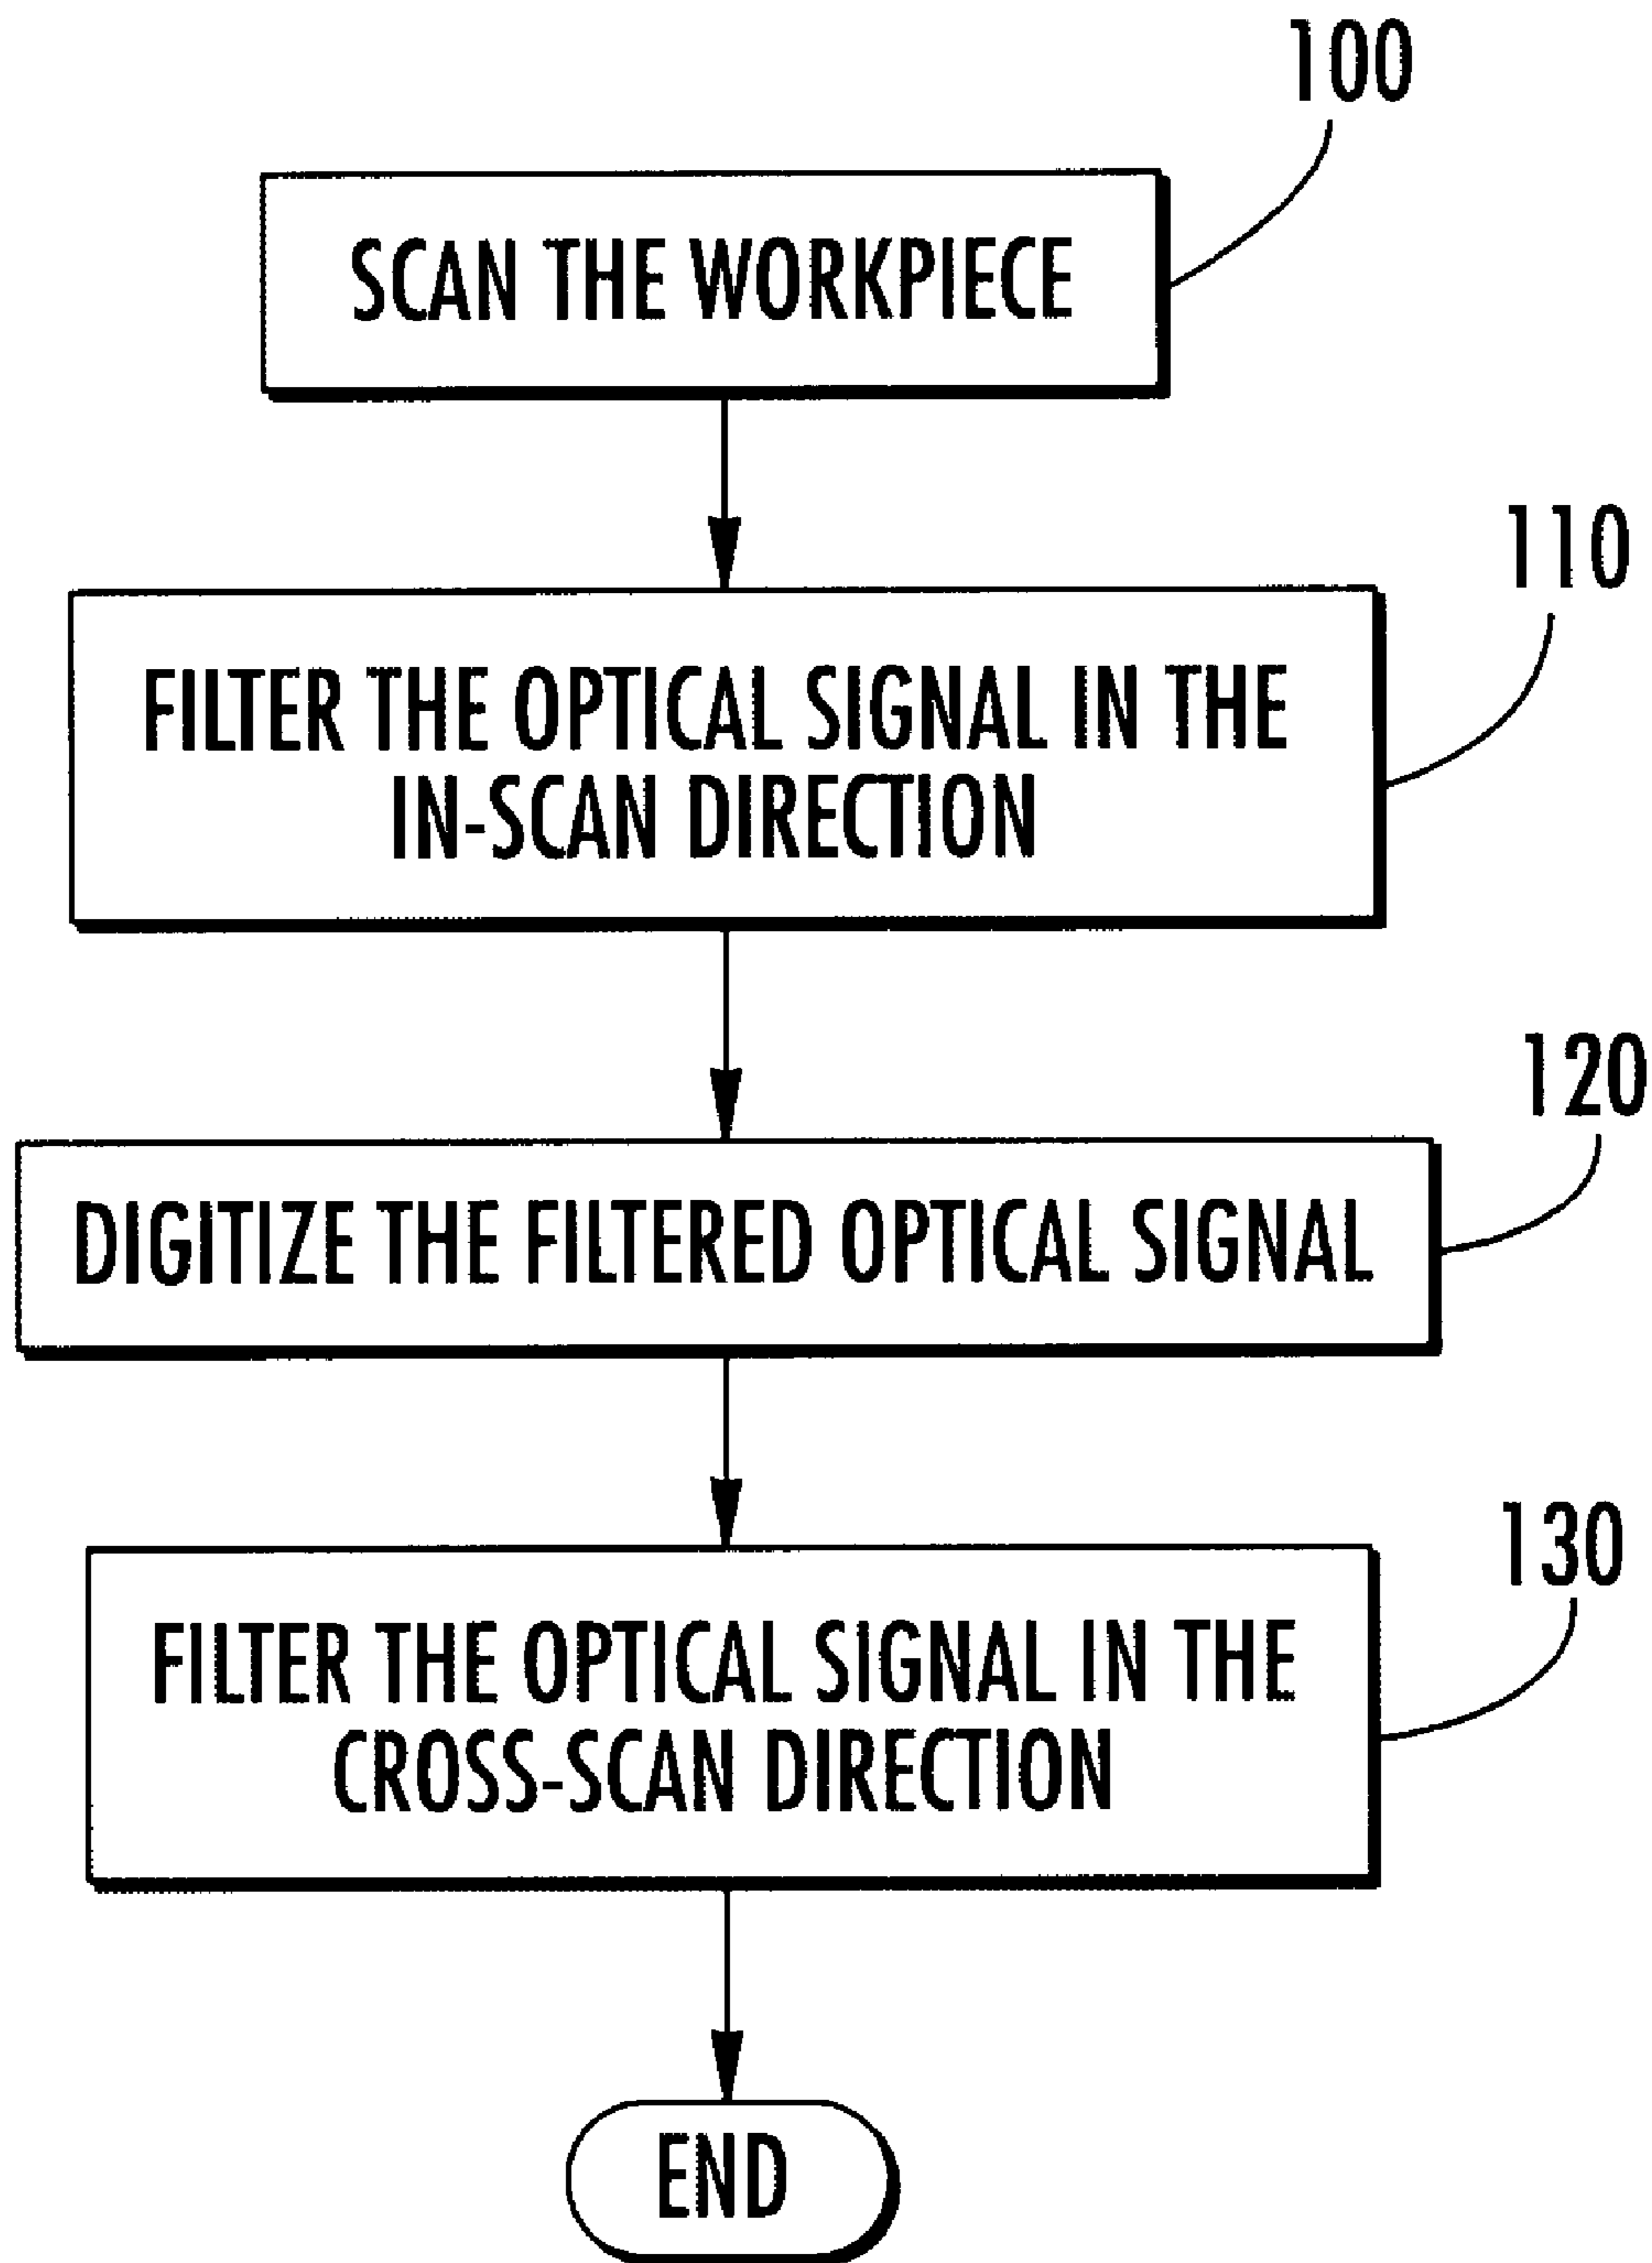 100
SCAN THE WORKPIECE
110
FILTER THE OPTICAL SIGNAL IN THE
IN-SCAN DIRECTION
120
DIGITIZE THE FILTERED OPTICAL SIGNAL
130
FILTER THE OPTICAL SIGNAL IN THE
CROSS-SCAN DIRECTION
END